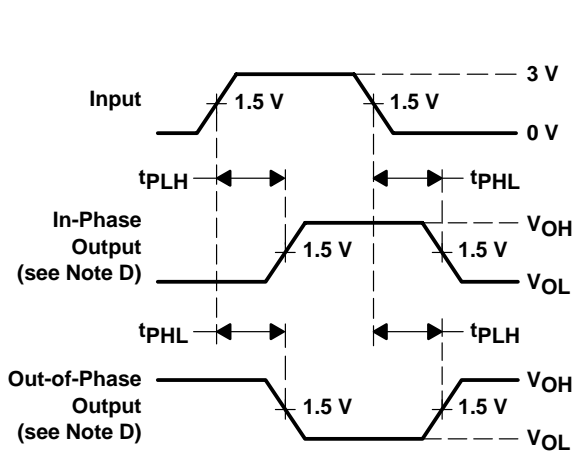 3 V
Input
1.5 V
1.5 V
0 V
tPLH
tPHL
In-Phase
Output
(see Note D)
VOH
1.5 V
1.5 V
VOL
tPHL
tPLH
Out-of-Phase
Output
(see Note D)
VOH
1.5 V
1.5 V
VOL